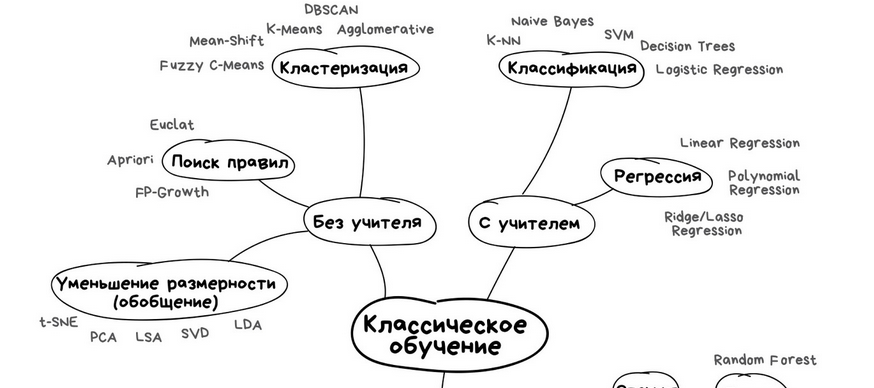 DBSCAN
K-Means Agglomerative
Mean-Shift
Fuzzy C-Means
Кластеризация
Naive Bayes
K-NN
SVM
Decision Trees
Классификация
Logistic Regression
Euclat
Apriori
Поиск правил
FP-Growth
Linear Regression
Регрессия
Polynomial
Regression
Ridge/Lasso
Regression
Без учителя
С учителем
Уменьшение размерности
(обобщение)
t-SNE
PCA
LSA
SVD
LDA
Классическое
обучение
Random Forest